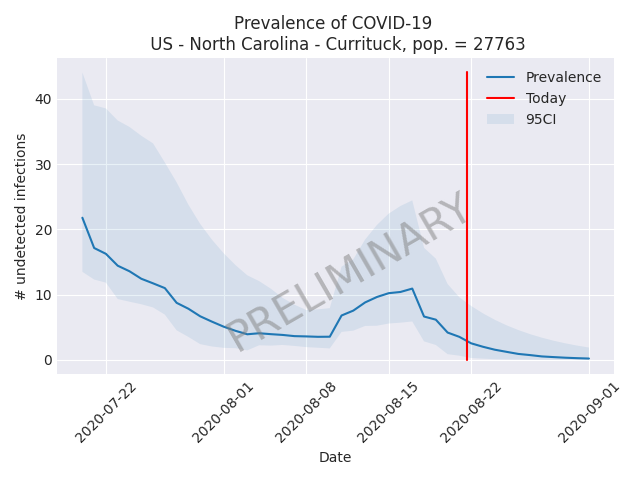 Prevalence of COVID-19
US - North Carolina - Currituck, pop. = 27763
Prevalence
Today
95CI
PRELIMINARY
# undetected infections
40
30
20
10
0
2020-07-22
2020-08-01
2020-08-08
2020-08-15
2020-08-22
2020-09-01
Date